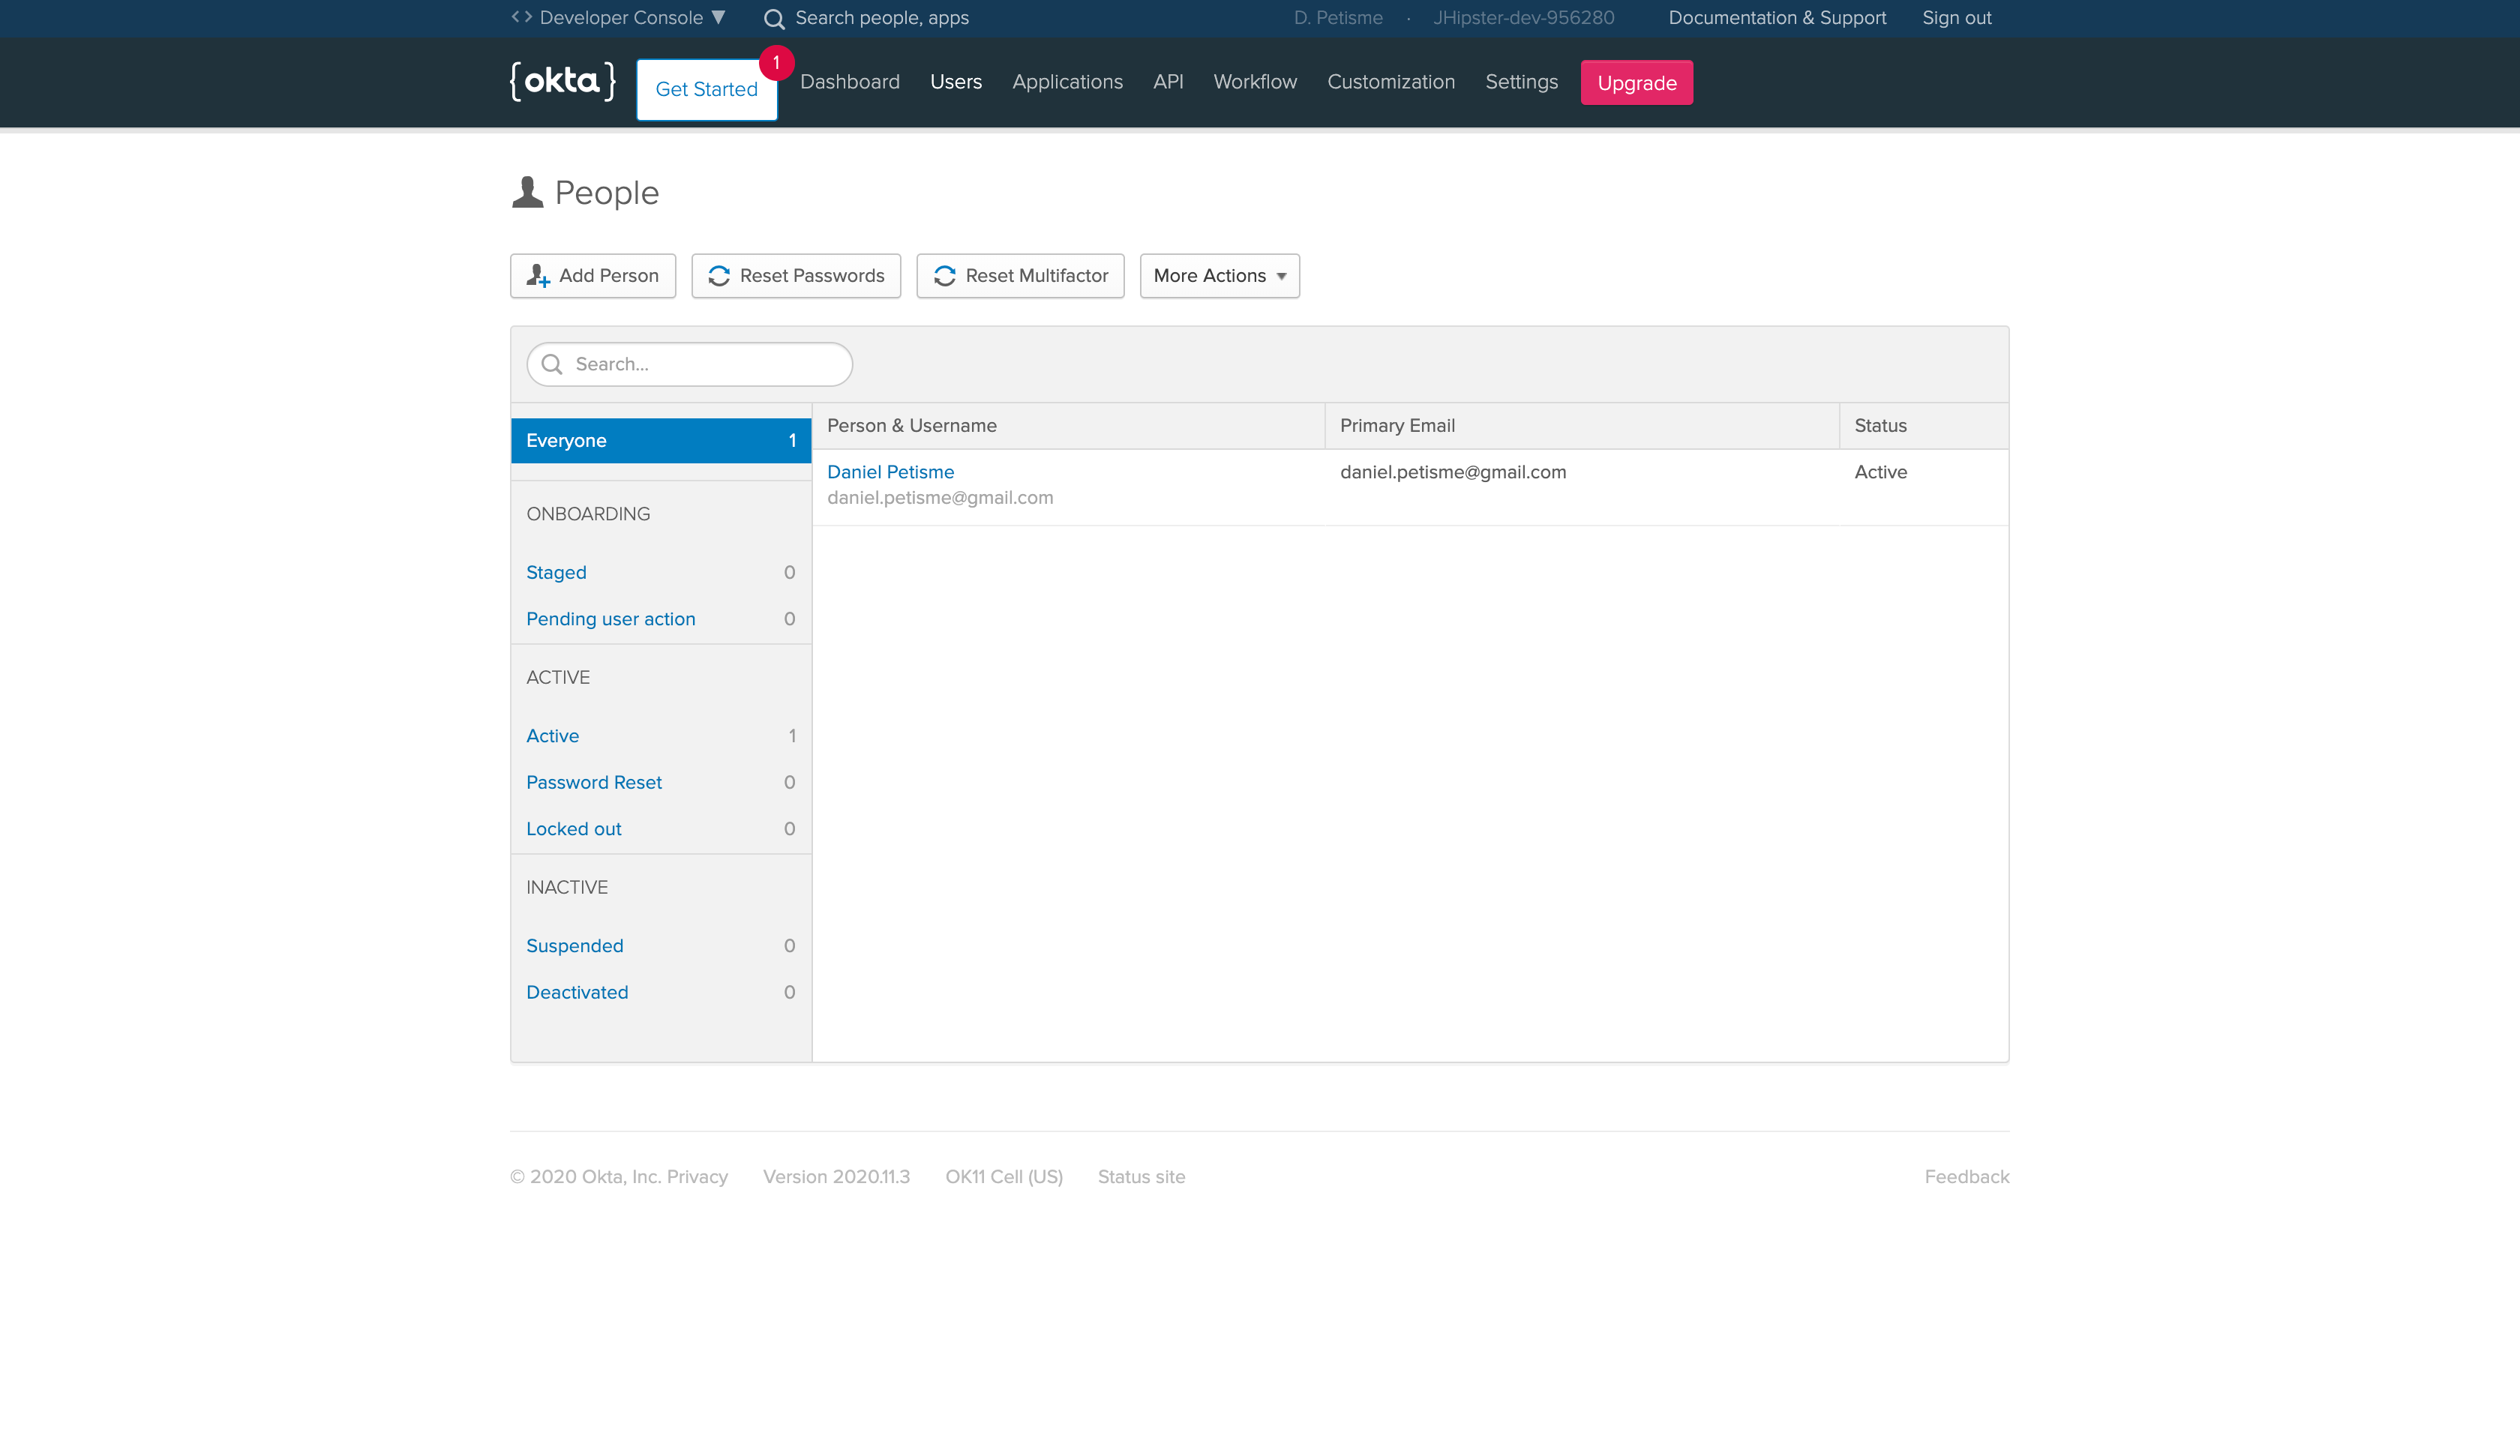 <> Developer Console ▼ Search people, apps D. Petisme · JHipster-dev-956280 Documentation & Support Sign out
{okta} Get Started 1 Dashboard Users Applications API Workflow Customization Settings Upgrade
People
Add Person Reset Passwords Reset Multifactor More Actions
Search...
Everyone 1 Person & Username Primary Email Status
Daniel Petisme daniel.petisme@gmail.com Active
daniel.petisme@gmail.com
ONBOARDING
Staged 0
Pending user action 0
ACTIVE
Active 1
Password Reset 0
Locked out 0
INACTIVE
Suspended 0
Deactivated 0
© 2020 Okta, Inc. Privacy Version 2020.11.3 OK11 Cell (US) Status site Feedback